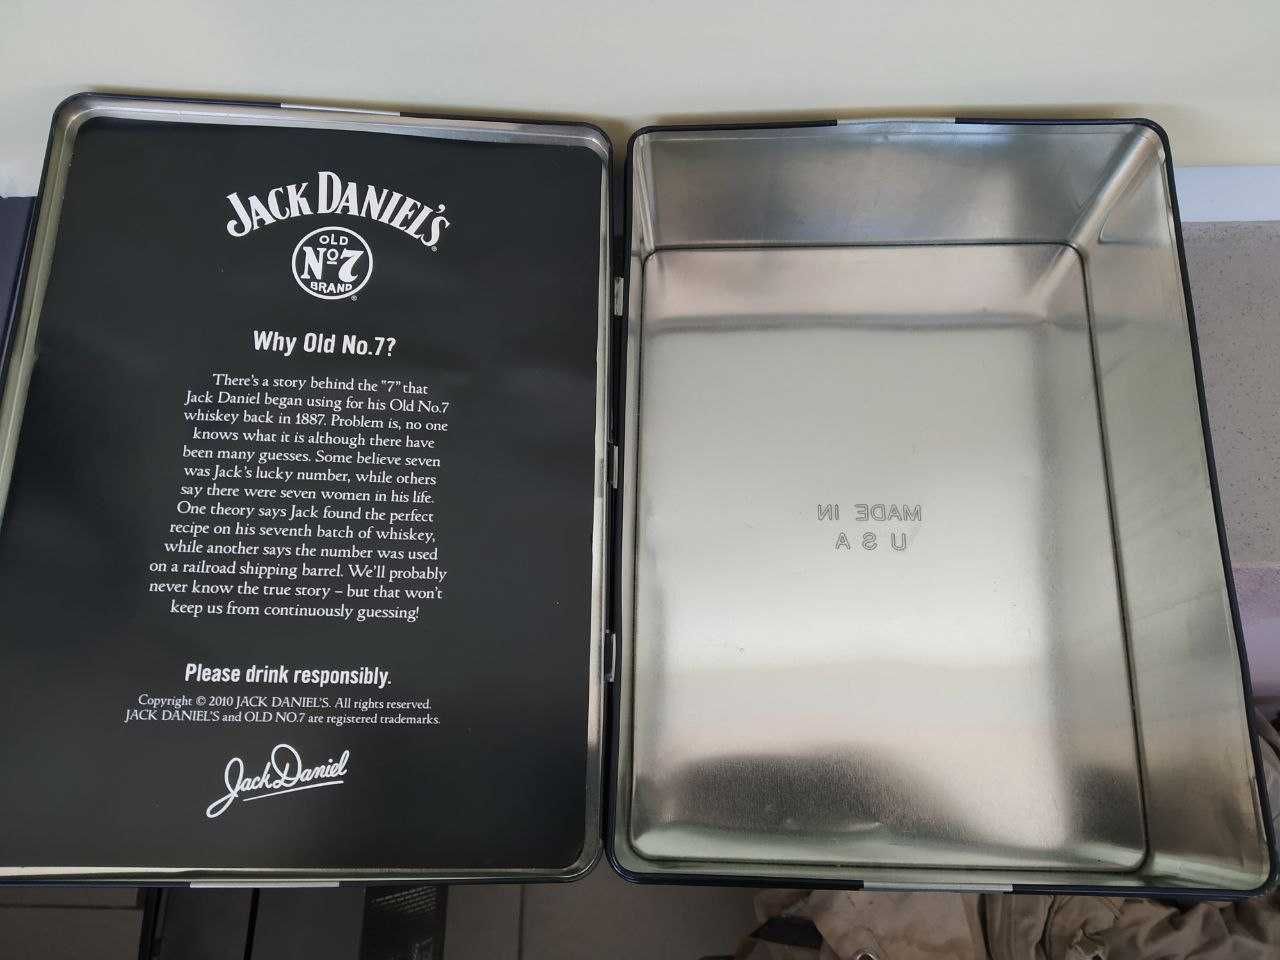 JACK DANIEL'S
OLD
Nº7
BRAND
Why Old No.7?
There's a story behind the "7" that
Jack Daniel began using for his Old No.7
whiskey back in 1887. Problem is, no one
knows what it is although there have
been many guesses. Some believe seven
was Jack's lucky number, while others
say there were seven women in his life.
One theory says Jack found the perfect
recipe on his seventh batch of whiskey,
while another says the number was used
on a railroad shipping barrel. We'll probably
never know the true story – but that won't
keep us from continuously guessing!
Please drink responsibly.
Copyright © 2010 JACK DANIEL'S. All rights reserved.
JACK DANIEL'S and OLD NO.7 are registered trademarks.
Jack Daniel
MADE IN
U S A